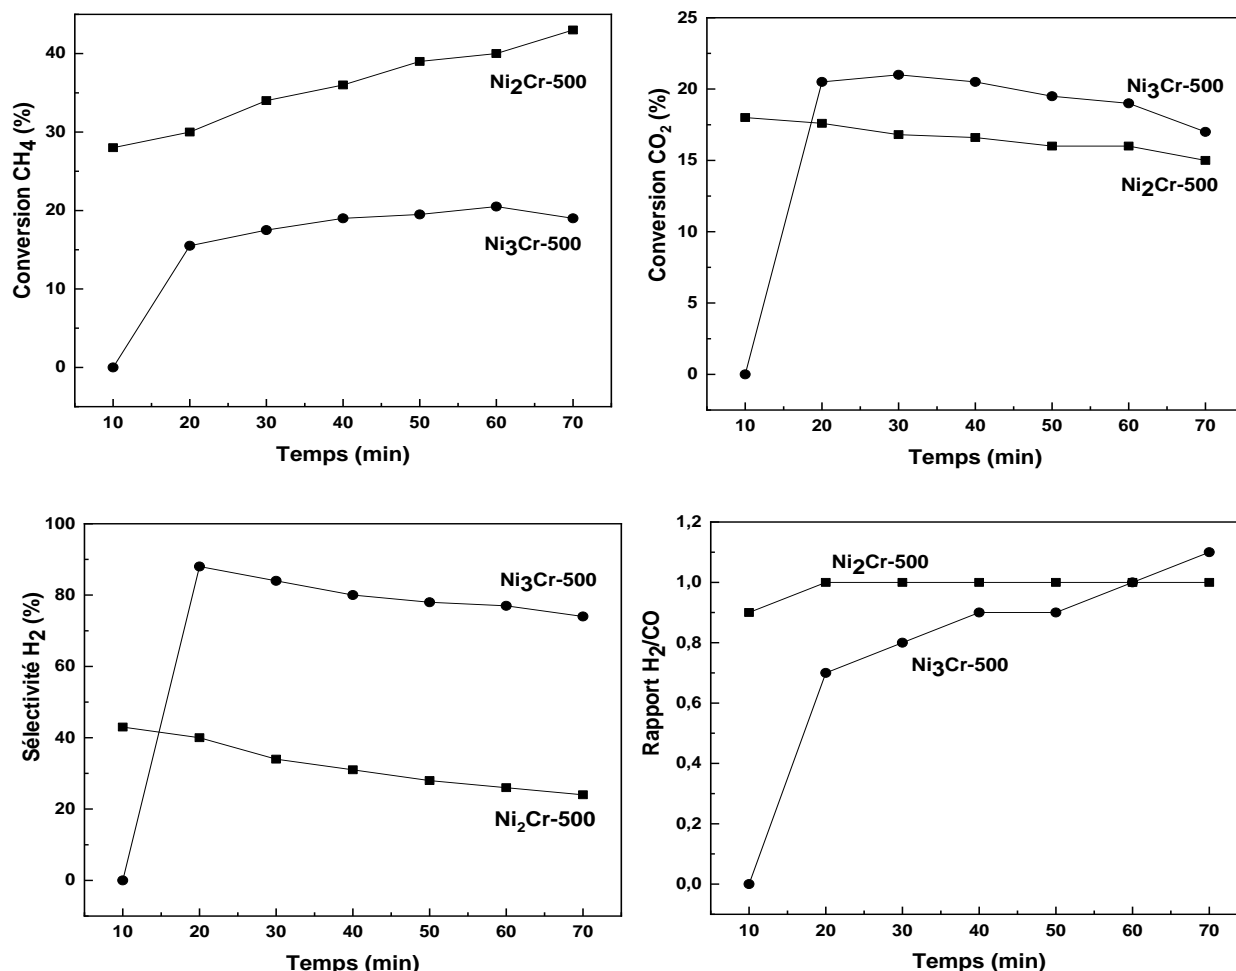 Conversion CH4 (%)
40
30
20
10
0
Ni2Cr-500
Ni3Cr-500
10 20 30 40 50 60 70
Temps (min)
Conversion CO2 (%)
25
20
15
10
5
0
Ni3Cr-500
Ni2Cr-500
10 20 30 40 50 60 70
Temps (min)
Sélectivité H2 (%)
100
80
60
40
20
0
Ni3Cr-500
Ni2Cr-500
10 20 30 40 50 60 70
Temps (min)
Rapport H2/CO
1,2
1,0
0,8
0,6
0,4
0,2
0,0
Ni2Cr-500
Ni3Cr-500
10 20 30 40 50 60 70
Temps (min)